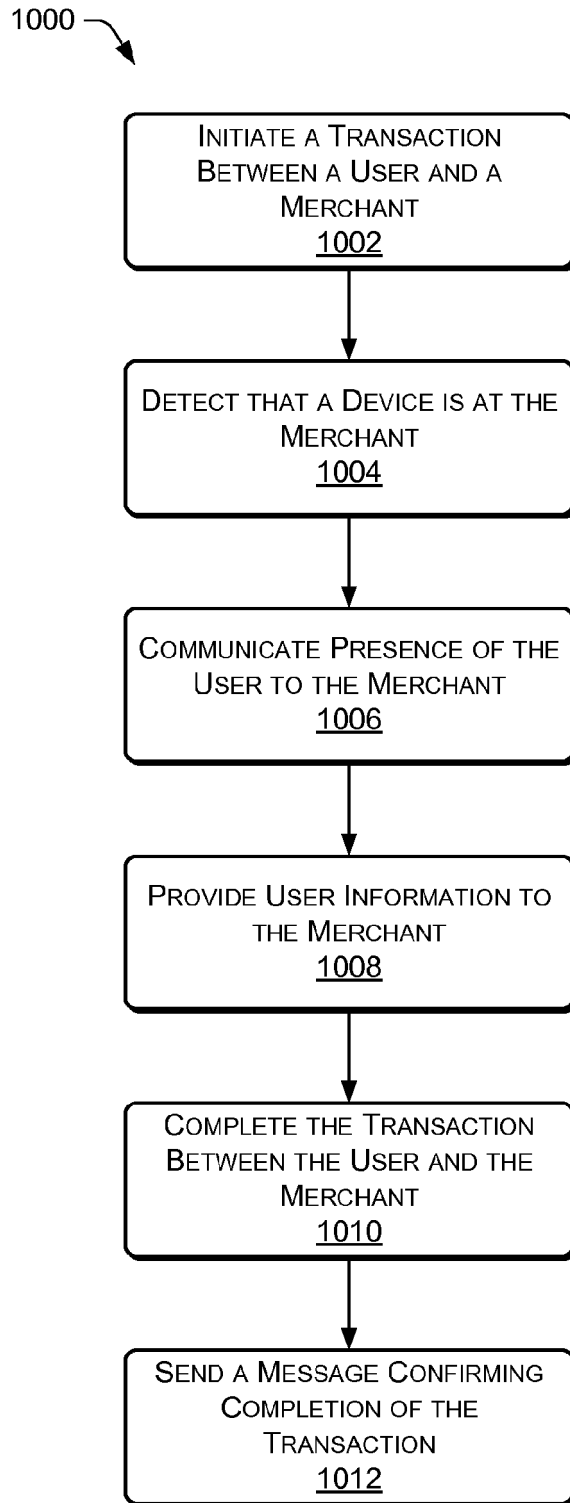 1000
INITIATE A TRANSACTION
BETWEEN A USER AND A
MERCHANT
1002
DETECT THAT A DEVICE IS AT THE
MERCHANT
1004
COMMUNICATE PRESENCE OF THE
USER TO THE MERCHANT
1006
PROVIDE USER INFORMATION TO
THE MERCHANT
1008
COMPLETE THE TRANSACTION
BETWEEN THE USER AND THE
MERCHANT
1010
SEND A MESSAGE CONFIRMING
COMPLETION OF THE
TRANSACTION
1012